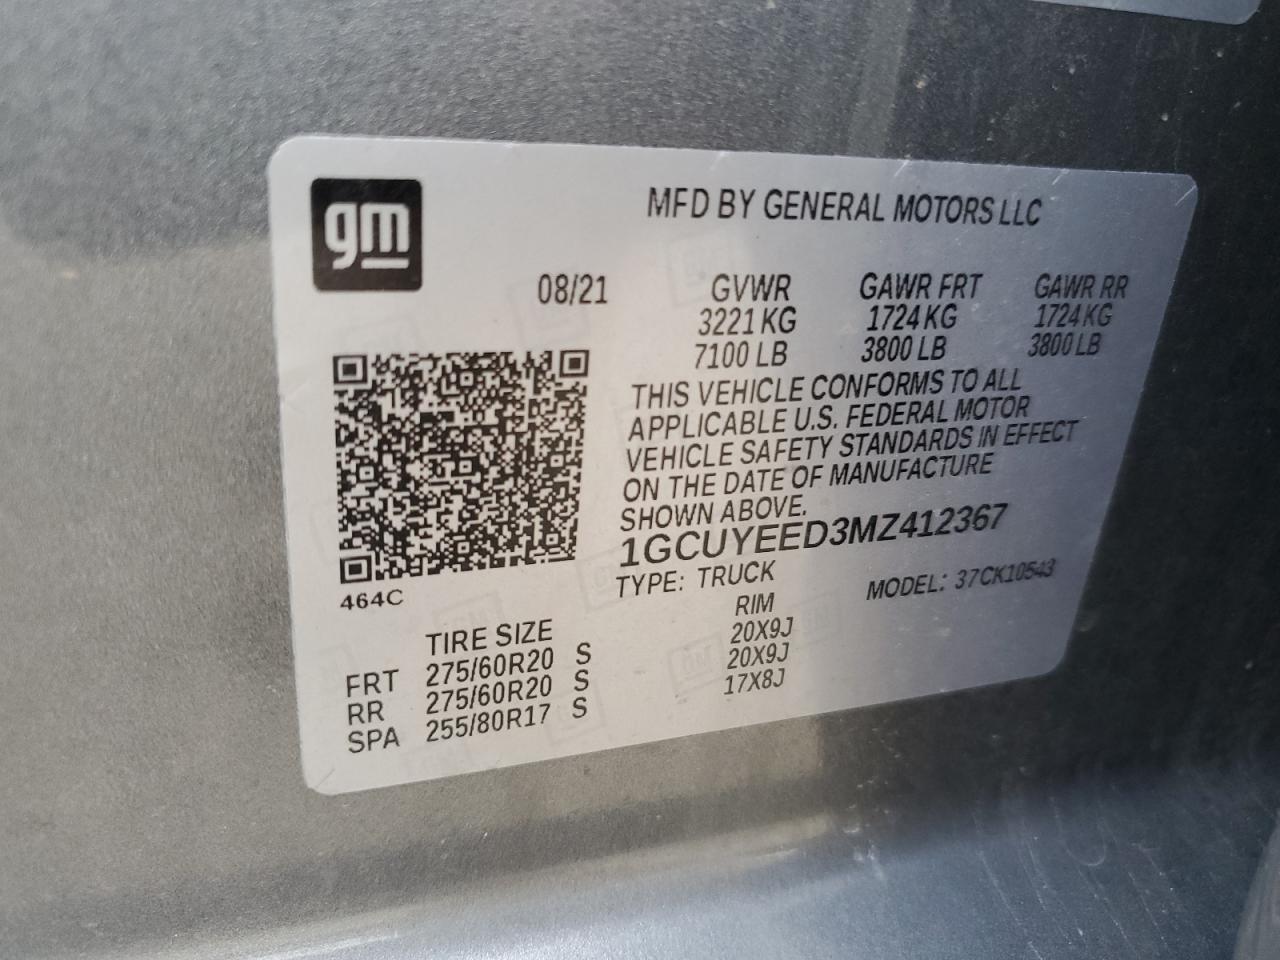 gm
MFD BY GENERAL MOTORS LLC
08/21 GVWR GAWR FRT GAWR RR
3221 KG 1724 KG 1724 KG
7100 LB 3800 LB 3800 LB
THIS VEHICLE CONFORMS TO ALL
APPLICABLE U.S. FEDERAL MOTOR
VEHICLE SAFETY STANDARDS IN EFFECT
ON THE DATE OF MANUFACTURE
SHOWN ABOVE.
1GCUYEED3MZ412367
TYPE: TRUCK MODEL: 37CK10543
464C
TIRE SIZE RIM
FRT 275/60R20 S 20X9J
RR 275/60R20 S 20X9J
SPA 255/80R17 S 17X8J